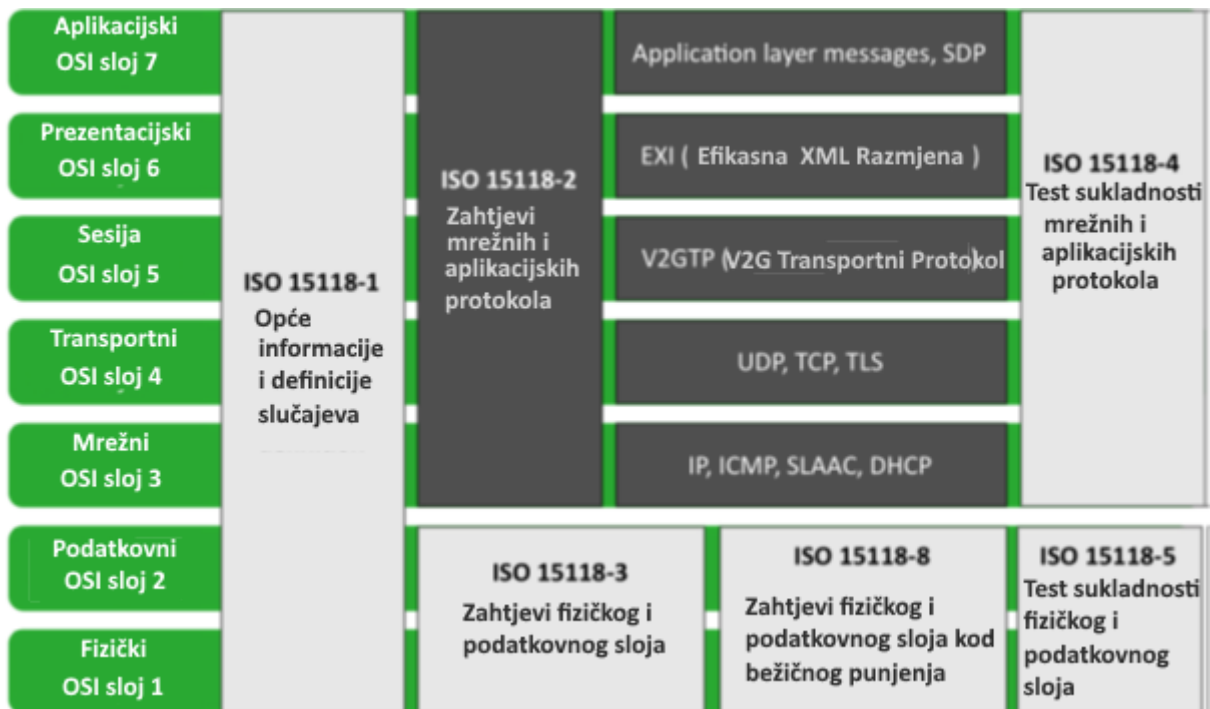 Aplikacijski
OSI sloj 7
Prezentacijski
OSI sloj 6
Sesija
OSI sloj 5
Transportni
OSI sloj 4
Mrežni
OSI sloj 3
Podatkovni
OSI sloj 2
Fizički
OSI sloj 1
ISO 15118-1
Opće
informacije
i definicije
slučajeva
ISO 15118-2
Zahtjevi
mrežnih i
aplikacijskih
protokola
Application layer messages, SDP
EXI ( Efikasna XML Razmjena )
V2GTP (V2G Transportni Protokol)
UDP, TCP, TLS
IP, ICMP, SLAAC, DHCP
ISO 15118-4
Test sukladnosti
mrežnih i
aplikacijskih
protokola
ISO 15118-3
Zahtjevi fizičkog i
podatkovnog sloja
ISO 15118-8
Zahtjevi fizičkog i
podatkovnog sloja kod
bežičnog punjenja
ISO 15118-5
Test sukladnosti
fizičkog i
podatkovnog
sloja